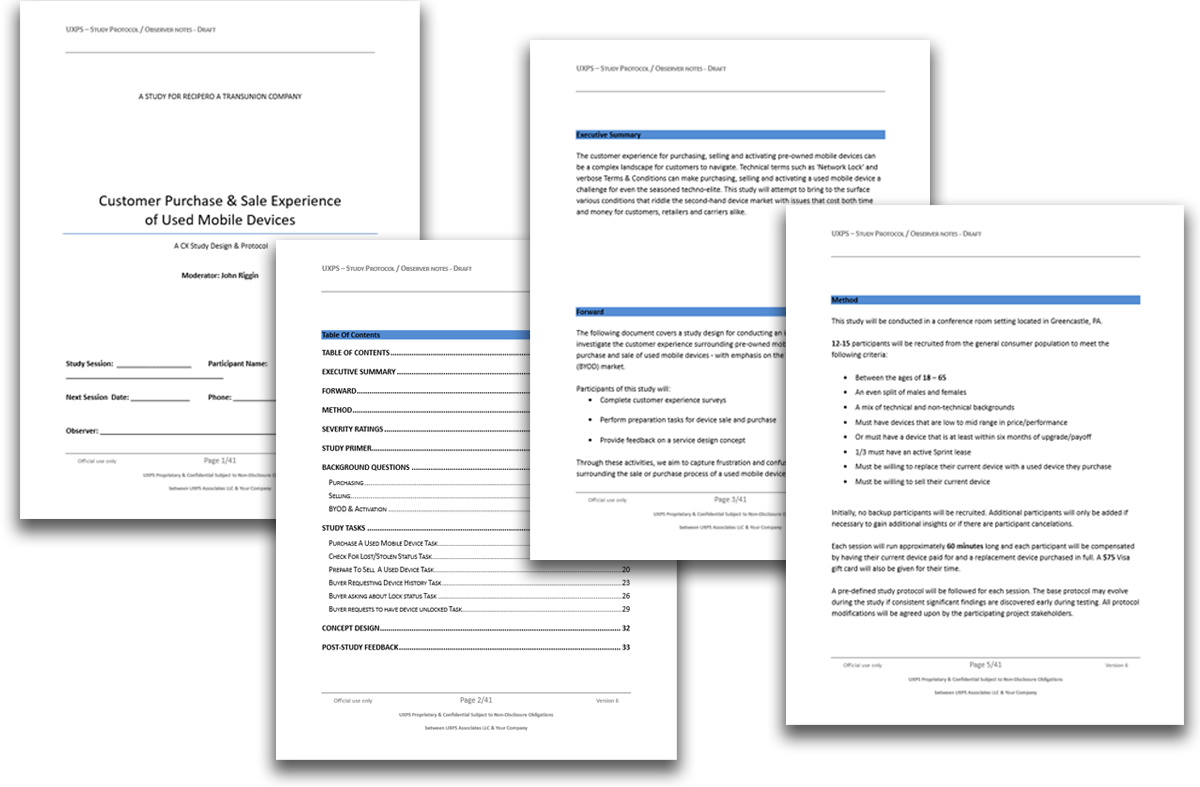 UXPS – Study Protocol / Observer notes - Draft
A STUDY FOR RECIPERO A TRANSUNION COMPANY
Customer Purchase & Sale Experience
of Used Mobile Devices
A CX Study Design & Protocol
Moderator: John Riggin
Study Session: ____________ Participant Name:
Next Session Date: ____________ Phone:
Observer:
Official use only Page 1/41
UXPS Proprietary & Confidential Subject to Non-Disclosure
between UXPS Associates LLC & Your Company
UXPS – Study Protocol / Observer notes - Draft
Table Of Contents
TABLE OF CONTENTS
EXECUTIVE SUMMARY
FORWARD
METHOD
SEVERITY RATINGS
STUDY PRIMER
BACKGROUND QUESTIONS
Purchasing
Selling
BYOD & Activation
STUDY TASKS
Purchase A Used Mobile Device Task
Check For Lost/Stolen Status Task
Prepare To Sell A Used Device Task 20
Buyer Requesting Device History Task 23
Buyer asking about Lock status Task 26
Buyer requests to have device unlocked Task 29
CONCEPT DESIGN 32
POST-STUDY FEEDBACK 33
Official use only Page 2/41 Version 6
UXPS Proprietary & Confidential Subject to Non-Disclosure Obligations
between UXPS Associates LLC & Your Company
UXPS – Study Protocol / Observer notes - Draft
Executive Summary
The customer experience for purchasing, selling and activating pre-owned mobile devices can
be a complex landscape for customers to navigate. Technical terms such as 'Network Lock' and
verbose Terms & Conditions can make purchasing, selling and activating a used mobile device a
challenge for even the seasoned techno-elite. This study will attempt to bring to the surface
various conditions that riddle the second-hand device market with issues that cost both time
and money for customers, retailers and carriers alike.
Forward
The following document covers a study design for conducting an
investigate the customer experience surrounding pre-owned
purchase and sale of used mobile devices - with emphasis on the
(BYOD) market.
Participants of this study will:
• Complete customer experience surveys
• Perform preparation tasks for device sale and purchase
• Provide feedback on a service design concept
Through these activities, we aim to capture frustration and
surrounding the sale or purchase process of a used mobile
Official use only Page 3/41
UXPS Proprietary & Confidential Subject to Non-Disclosure
between UXPS Associates LLC & Your Company
UXPS – Study Protocol / Observer notes - Draft
Method
This study will be conducted in a conference room setting located in Greencastle, PA.
12-15 participants will be recruited from the general consumer population to meet the
following criteria:
• Between the ages of 18 – 65
• An even split of males and females
• A mix of technical and non-technical backgrounds
• Must have devices that are low to mid range in price/performance
• Or must have a device that is at least within six months of upgrade/payoff
• 1/3 must have an active Sprint lease
• Must be willing to replace their current device with a used device they purchase
• Must be willing to sell their current device
Initially, no backup participants will be recruited. Additional participants will only be added if
necessary to gain additional insights or if there are participant cancelations.
Each session will run approximately 60 minutes long and each participant will be compensated
by having their current device paid for and a replacement device purchased in full. A $75 Visa
gift card will also be given for their time.
A pre-defined study protocol will be followed for each session. The base protocol may evolve
during the study if consistent significant findings are discovered early during testing. All protocol
modifications will be agreed upon by the participating project stakeholders.
Official use only Page 5/41 Version 6
UXPS Proprietary & Confidential Subject to Non-Disclosure Obligations
between UXPS Associates LLC & Your Company